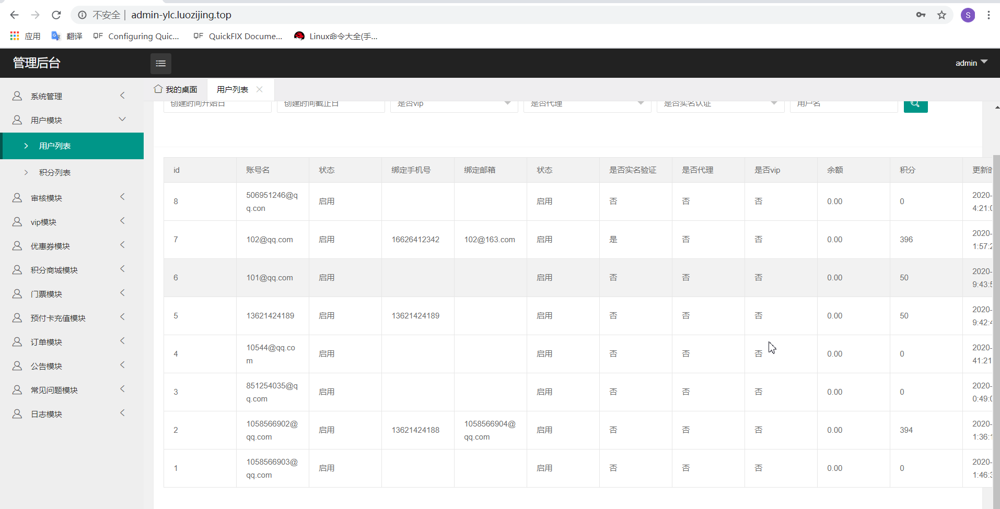 不安全 | admin-ylc.luozijing.top
S
应用 翻译 QF Configuring Quic... QF QuickFIX Docume... Linux命令大全(手...
管理后台 admin
我的桌面 用户列表
系统管理
用户模块
用户列表
积分列表
审核模块
vip模块
优惠券模块
积分商城模块
门票模块
预付卡充值模块
订单模块
公告模块
常见问题模块
日志模块
创建时间开始日 创建时间截止日 是否vip 是否代理 是否实名认证 用户名
id 账号名 状态 绑定手机号 绑定邮箱 状态 是否实名验证 是否代理 是否vip 余额 积分 更新时
8 506951246@q 启用 启用 否 否 否 0.00 0 2020-
q.con 4:21:0
7 102@qq.com 启用 16626412342 102@163.com 启用 是 否 否 0.00 396 2020-
1:57:2
6 101@qq.com 启用 启用 否 否 否 0.00 50 2020-
9:43:5
5 13621424189 启用 13621424189 启用 否 否 否 0.00 50 2020-
9:42:4
4 10544@qq.co 启用 启用 否 否 否 0.00 0 2020-
m 41:21
3 851254035@q 启用 启用 否 否 否 0.00 0 2020-
q.com 0:49:0
2 1058566902@ 启用 13621424188 1058566904@ 启用 否 否 否 0.00 394 2020-
qq.com qq.com 1:36:1
1 1058566903@ 启用 启用 否 否 否 0.00 0 2020-
qq.com 1:46:3